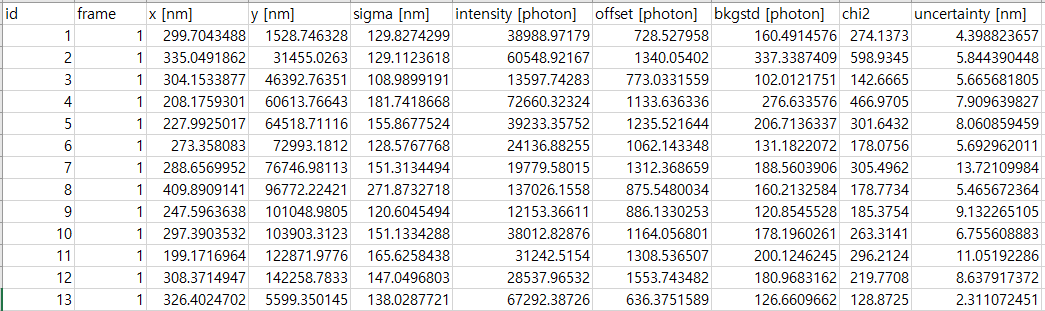 id frame x [nm] y [nm] sigma [nm] intensity [photon] offset [photon] bkgstd [photon] chi2 uncertainty [nm]
1 1 299.7043488 1528.746328 129.8274299 38988.97179 728.527958 160.4914576 274.1373 4.398823657
2 1 335.0491862 31455.0263 129.1123618 60548.92167 1340.05402 337.3387409 598.9345 5.844390448
3 1 304.1533877 46392.76351 108.9899191 13597.74283 773.0331559 102.0121751 142.6665 5.665681805
4 1 208.1759301 60613.76643 181.7418668 72660.32324 1133.636336 276.633576 466.9705 7.909639827
5 1 227.9925017 64518.71116 155.8677524 39233.35752 1235.521644 206.7136337 301.6432 8.060859459
6 1 273.358083 72993.1812 128.5767768 24136.88255 1062.143348 131.1822072 178.0756 5.692962011
7 1 288.6569952 76746.98113 151.3134494 19779.58015 1312.368659 188.5603906 305.4962 13.72109984
8 1 409.8909141 96772.22421 271.8732718 137026.1558 875.5480034 160.2132584 178.7734 5.465672364
9 1 247.5963638 101048.9805 120.6045494 12153.36611 886.1330253 120.8545528 185.3754 9.132265105
10 1 297.3903532 103903.3123 151.1334288 38012.82876 1164.056801 178.1960261 263.3141 6.755608883
11 1 199.1716964 122871.9776 165.6258438 31242.5154 1308.536507 200.1246245 296.2124 11.05192286
12 1 308.3714947 142258.7833 147.0496803 28537.96532 1553.743482 180.9683162 219.7708 8.637917372
13 1 326.4024702 5599.350145 138.0287721 67292.38726 636.3751589 126.6609662 128.8725 2.311072451